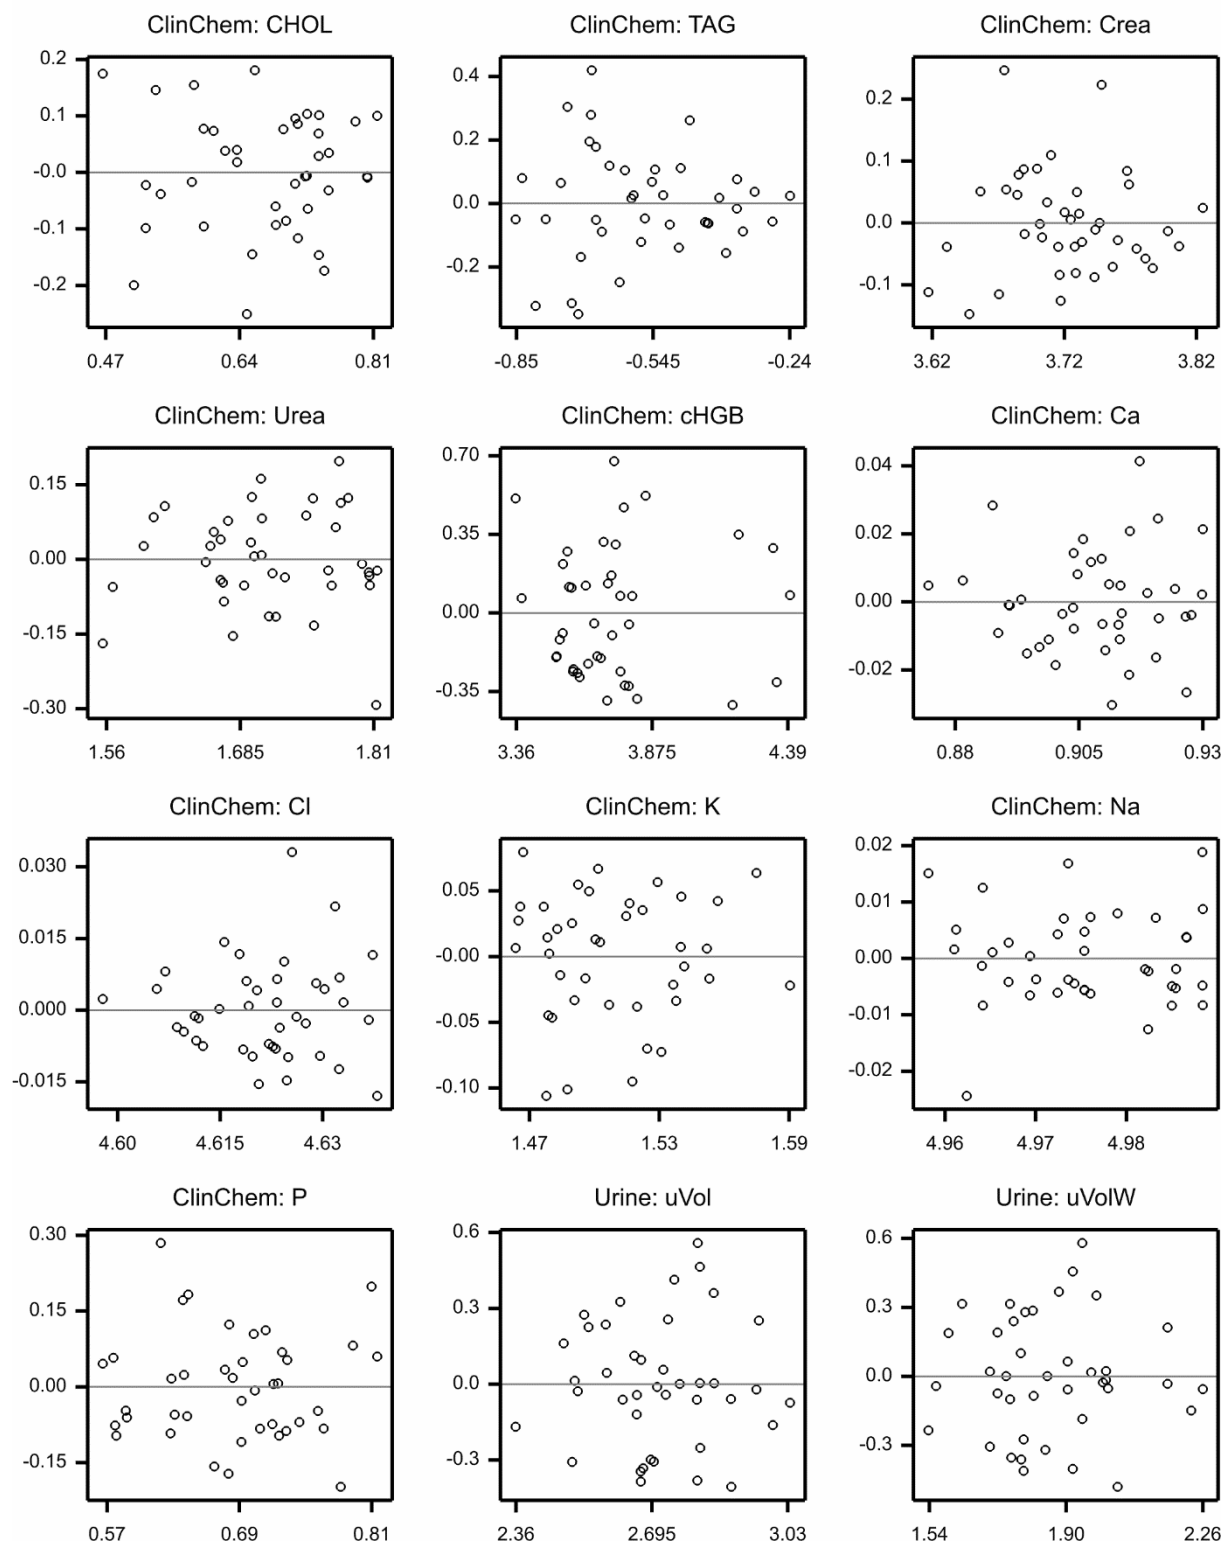 ClinChem: CHOL
0.2
0.1
-0.0
-0.1
-0.2
0.47 0.64 0.81
ClinChem: TAG
0.4
0.2
0.0
-0.2
-0.85 -0.545 -0.24
ClinChem: Crea
0.2
0.1
0.0
-0.1
3.62 3.72 3.82
ClinChem: Urea
0.15
0.00
-0.15
-0.30
1.56 1.685 1.81
ClinChem: cHGB
0.70
0.35
0.00
-0.35
3.36 3.875 4.39
ClinChem: Ca
0.04
0.02
0.00
-0.02
0.88 0.905 0.93
ClinChem: Cl
0.030
0.015
0.000
-0.015
4.60 4.615 4.63
ClinChem: K
0.05
-0.00
-0.05
-0.10
1.47 1.53 1.59
ClinChem: Na
0.02
0.01
0.00
-0.01
-0.02
4.96 4.97 4.98
ClinChem: P
0.30
0.15
0.00
-0.15
0.57 0.69 0.81
Urine: uVol
0.6
0.3
0.0
-0.3
2.36 2.695 3.03
Urine: uVolW
0.6
0.3
0.0
-0.3
1.54 1.90 2.26